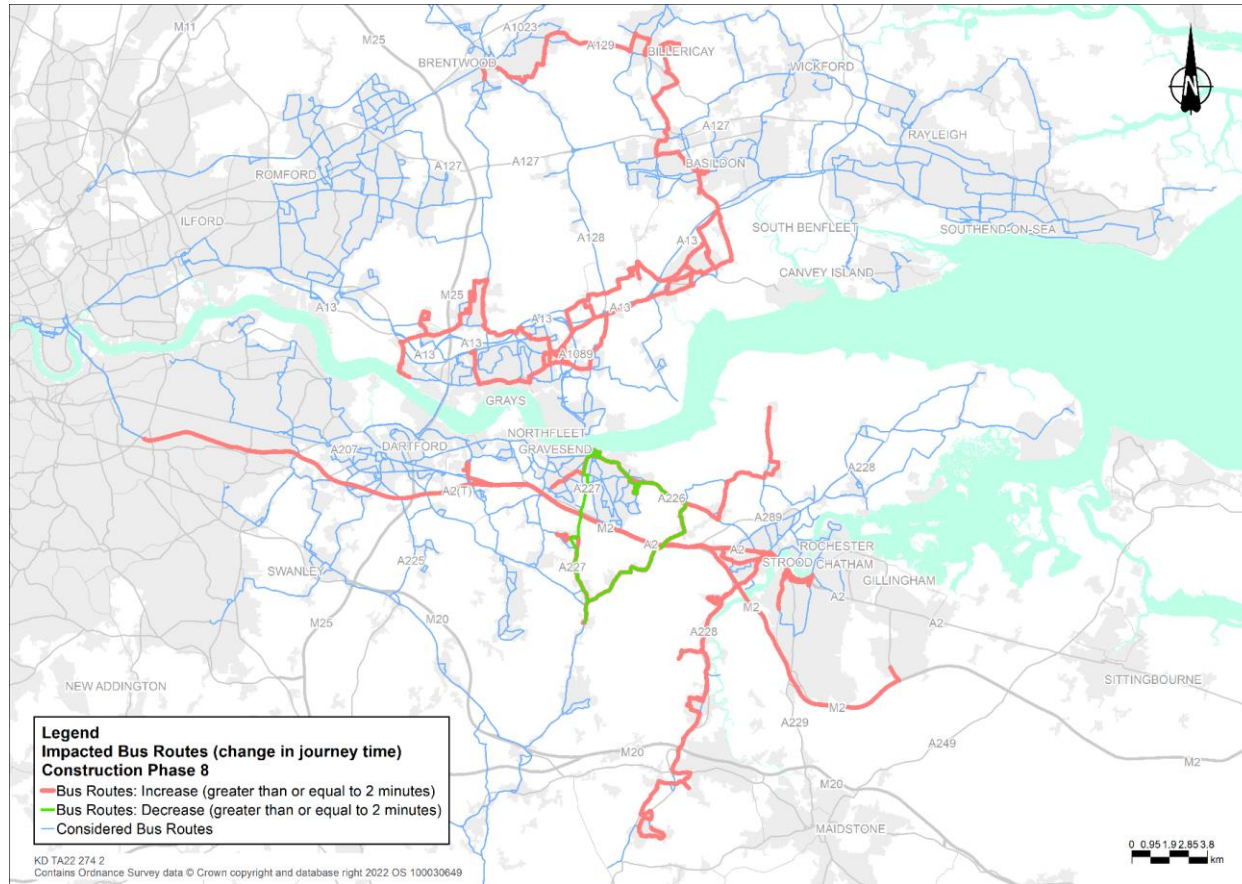 M11
M25
A1023
A129
BRENTWOOD
BILLERICAY
WICKFORD
N
A127
RAYLEIGH
A127
A127
BASILDON
ROMFORD
ILFORD
A128
A13
SOUTH BENFLEET
SOUTHEND-ON-SEA
CANVEY ISLAND
M25
A13
A13
A13
A13
A13
A1089
GRAYS
NORTHFLEET
GRAVESEND
A207
DARTFORD
A228
A2(T)
A227
A226
A289
M2
A2
A2
ROCHESTER
STROOD
CHATHAM
GILLINGHAM
SWANLEY
A225
A227
M2
A2
A2
M25
M20
A228
NEW ADDINGTON
SITTINGBOURNE
M2
A229
A249
M20
M2
M20
MAIDSTONE
Legend
Impacted Bus Routes (change in journey time)
Construction Phase 8
Bus Routes: Increase (greater than or equal to 2 minutes)
Bus Routes: Decrease (greater than or equal to 2 minutes)
Considered Bus Routes
0 0.95 1.9 2.85 3.8
km
KD TA22 274 2
Contains Ordnance Survey data © Crown copyright and database right 2022 OS 100030649